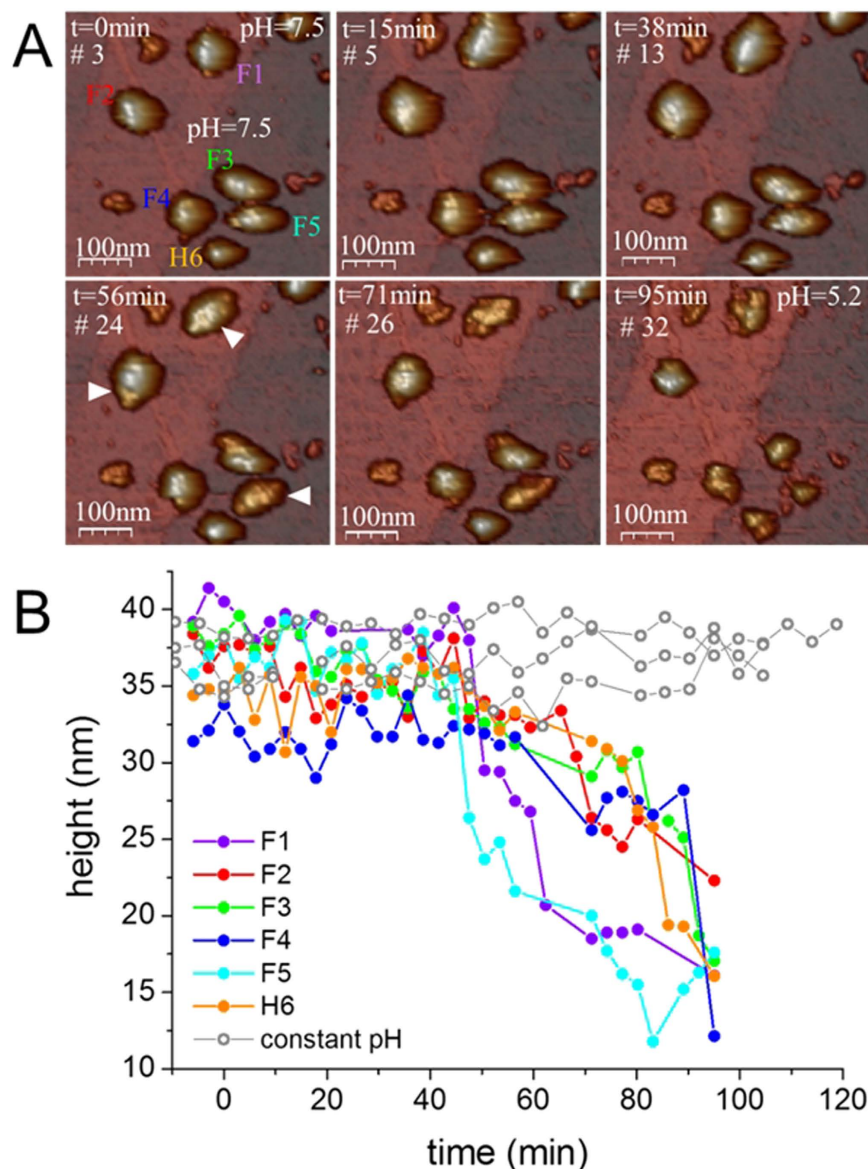 A
t=0min
# 3
pH=7.5
F1
F2
pH=7.5
F3
F4
F5
H6
100nm
t=15min
# 5
100nm
t=38min
# 13
100nm
t=56min
# 24
100nm
t=71min
# 26
100nm
t=95min
# 32
pH=5.2
100nm
B
height (nm)
40
35
30
25
20
15
10
F1
F2
F3
F4
F5
H6
constant pH
0
20
40
60
80
100
120
time (min)